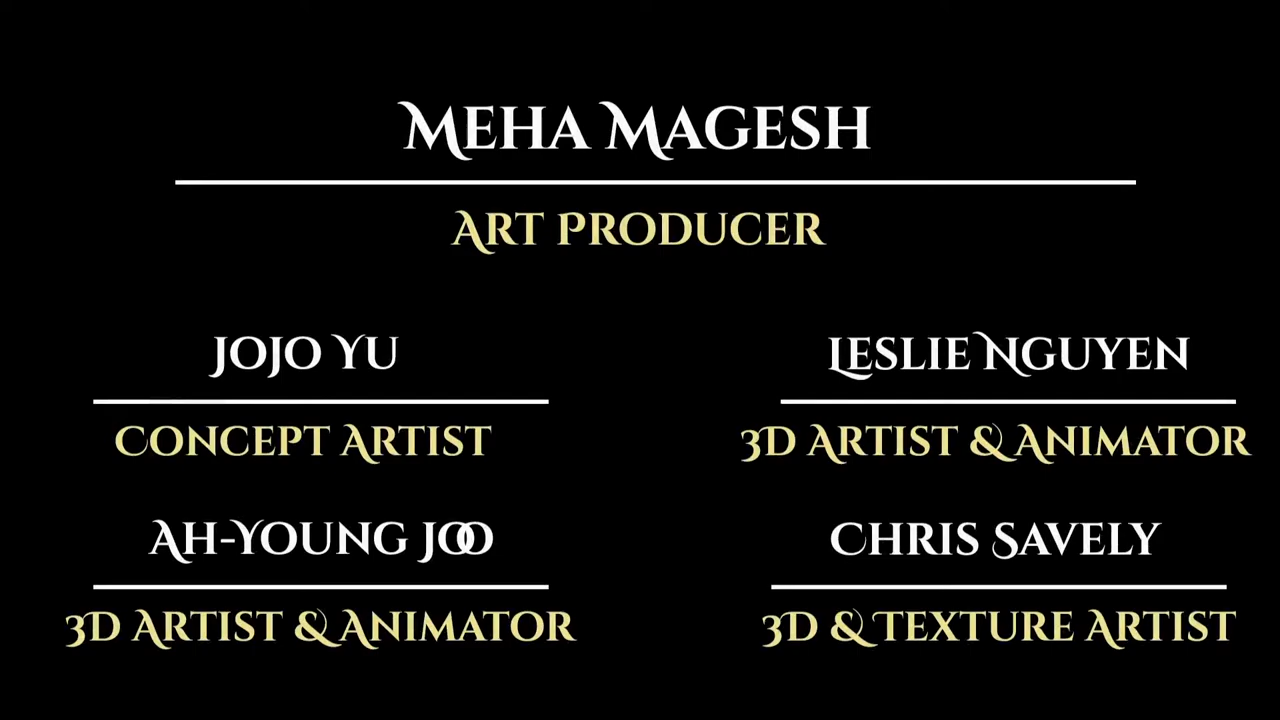 Meha Magesh
Art Producer
Jojo Yu
Leslie Nguyen
Concept Artist
3D Artist & Animator
Ah-Young Joo
Chris Savely
3D Artist & Animator
3D & Texture Artist